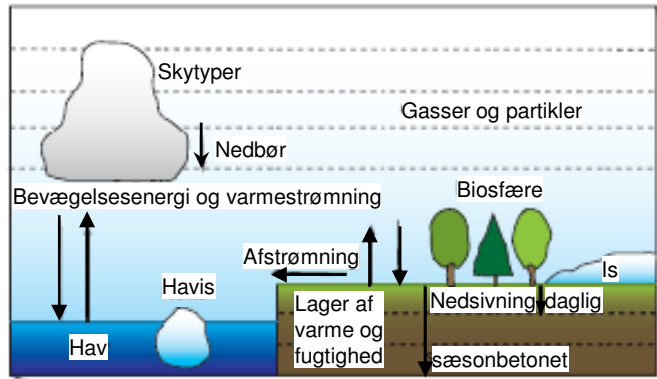 Skytyper
Gasser og partikler
Nedbør
Bevægelsesenergi og varmestrømning
Biosfære
Afstrømning
Is
Havis
Lager af
varme og
fugtighed
Nedsivning daglig
Hav
sæsonbetonet